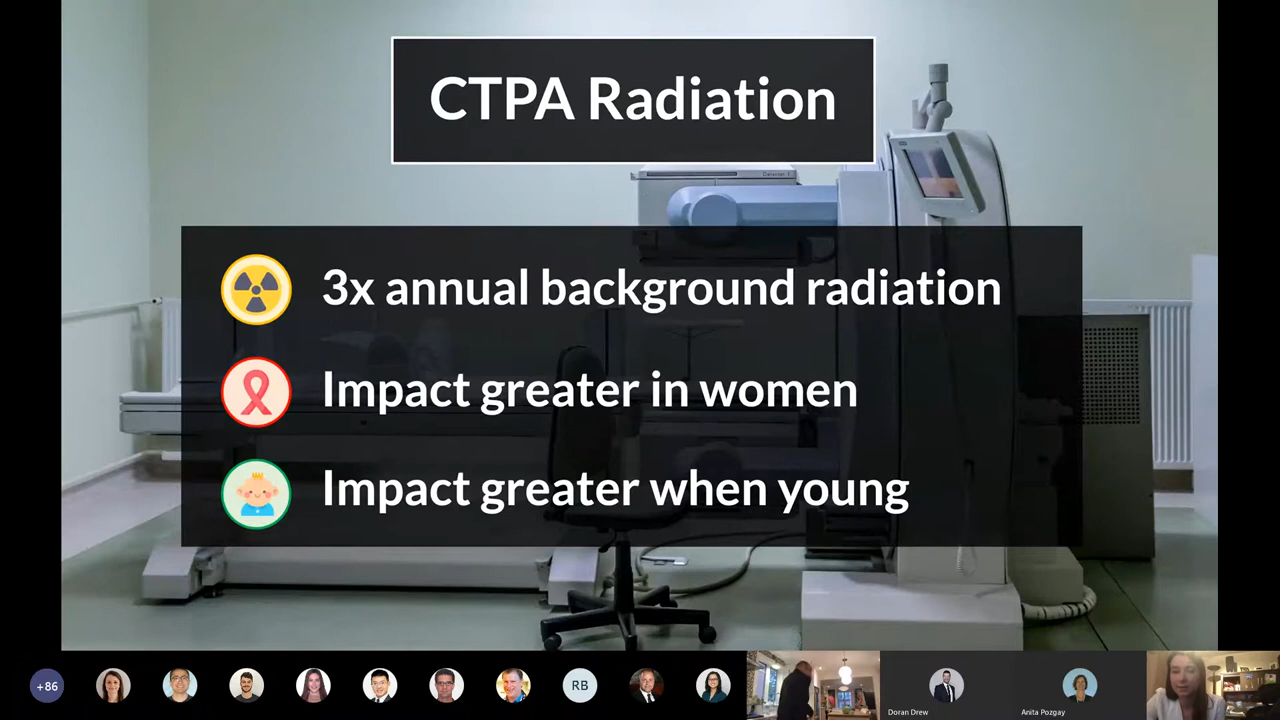 CTPA Radiation
3x annual background radiation
Impact greater in women
Impact greater when young
+86
RB
Doran Drew
Anita Pozgay